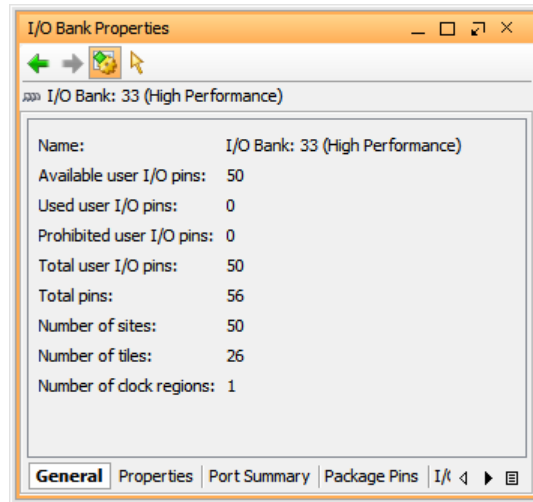 I/O Bank Properties
I/O Bank: 33 (High Performance)
Name: I/O Bank: 33 (High Performance)
Available user I/O pins: 50
Used user I/O pins: 0
Prohibited user I/O pins: 0
Total user I/O pins: 50
Total pins: 56
Number of sites: 50
Number of tiles: 26
Number of clock regions: 1
General Properties Port Summary Package Pins I/